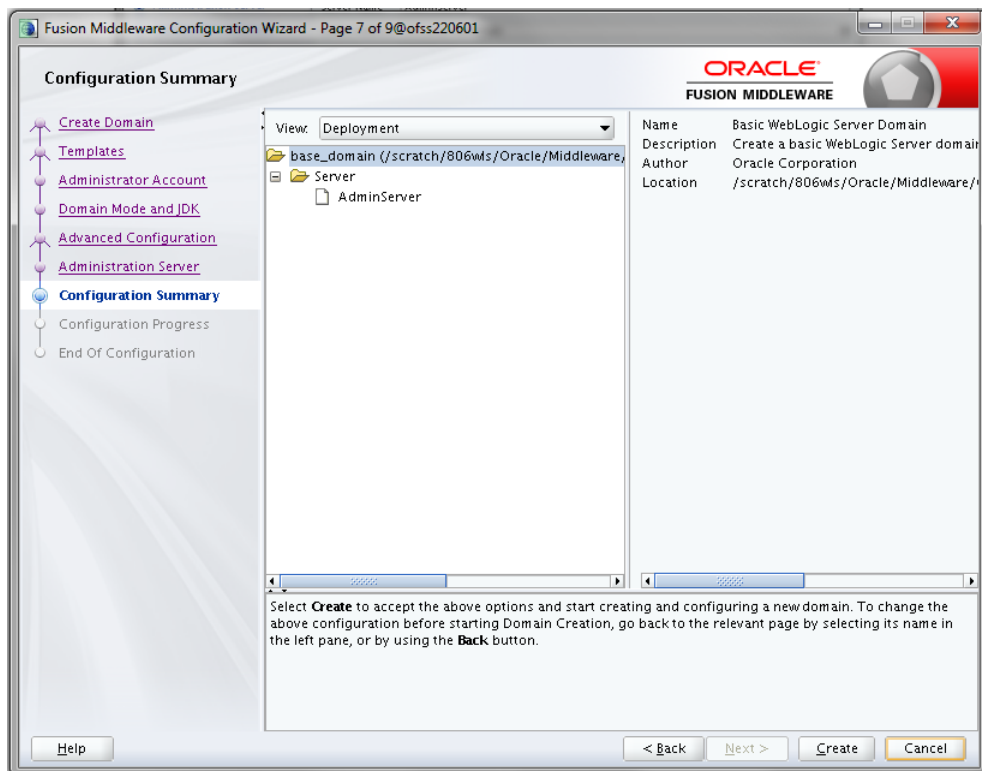 Fusion Middleware Configuration Wizard - Page 7 of 9@ofss220601
Configuration Summary
ORACLE
FUSION MIDDLEWARE
Create Domain
Templates
Administrator Account
Domain Mode and JDK
Advanced Configuration
Administration Server
Configuration Summary
Configuration Progress
End Of Configuration
View: Deployment
base_domain (/scratch/806wls/Oracle/Middleware/
Server
AdminServer
Name Basic WebLogic Server Domain
Description Create a basic WebLogic Server domain
Author Oracle Corporation
Location /scratch/806wls/Oracle/Middleware/
Select Create to accept the above options and start creating and configuring a new domain. To change the
above configuration before starting Domain Creation, go back to the relevant page by selecting its name in
the left pane, or by using the Back button.
Help
< Back
Next >
Create
Cancel